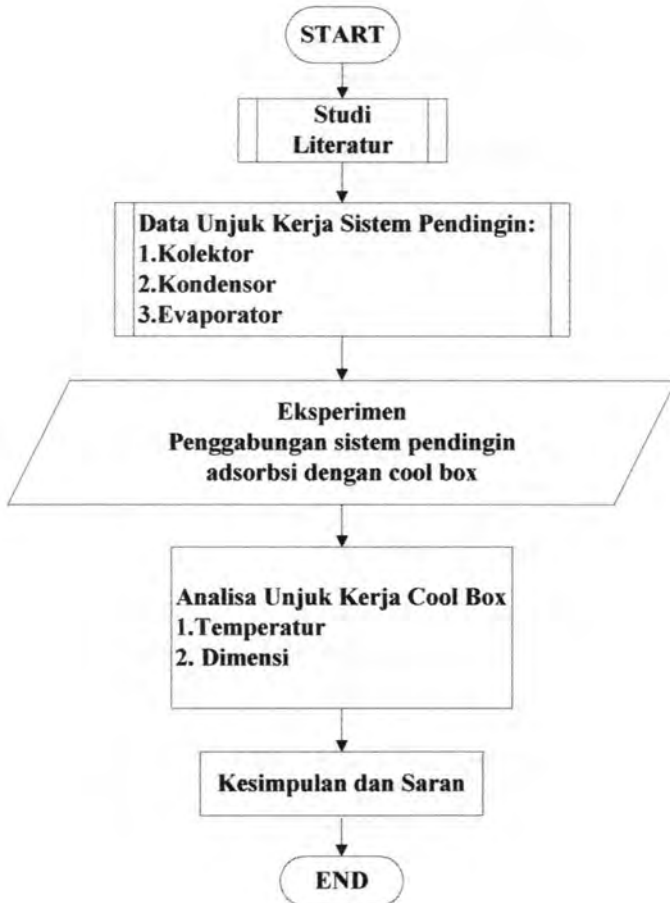 START
Studi
Literatur
Data Unjuk Kerja Sistem Pendingin:
1.Kolektor
2.Kondensor
3.Evaporator
Eksperimen
Penggabungan sistem pendingin
adsorbsi dengan cool box
Analisa Unjuk Kerja Cool Box
1.Temperatur
2. Dimensi
Kesimpulan dan Saran
END